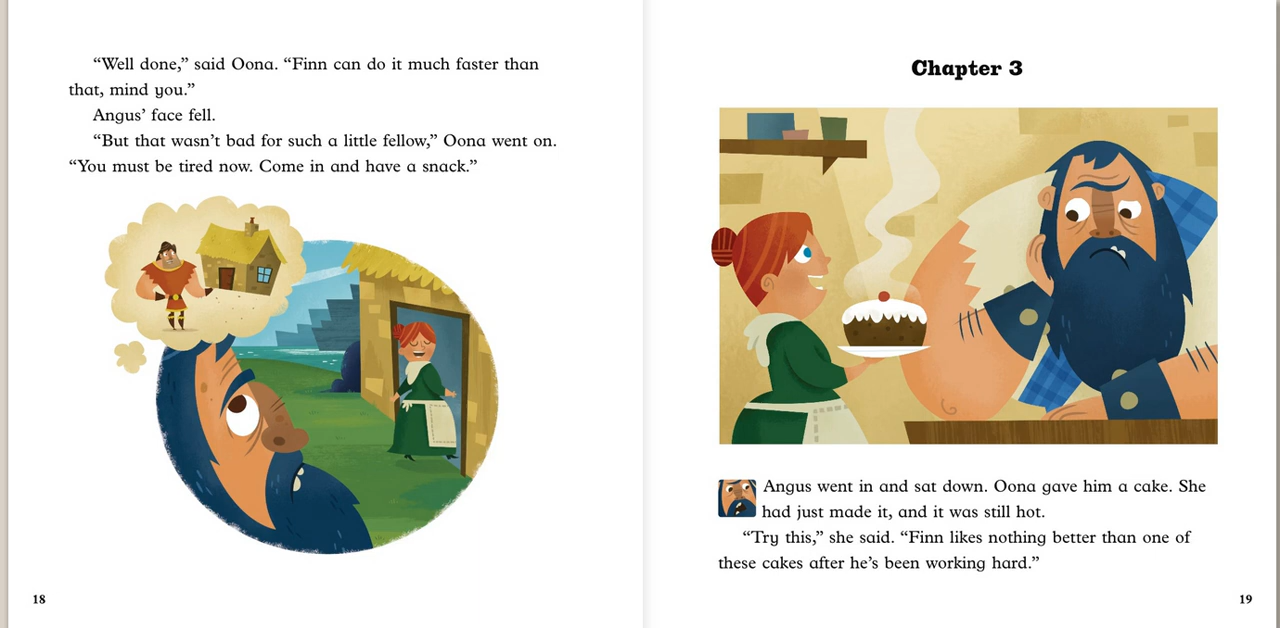 “Well done,” said Oona. “Finn can do it much faster than
that, mind you.”
Angus’ face fell.
“But that wasn’t bad for such a little fellow,” Oona went on.
“You must be tired now. Come in and have a snack.”
18
Chapter 3
Angus went in and sat down. Oona gave him a cake. She
had just made it, and it was still hot.
“Try this,” she said. “Finn likes nothing better than one of
these cakes after he’s been working hard.”
19